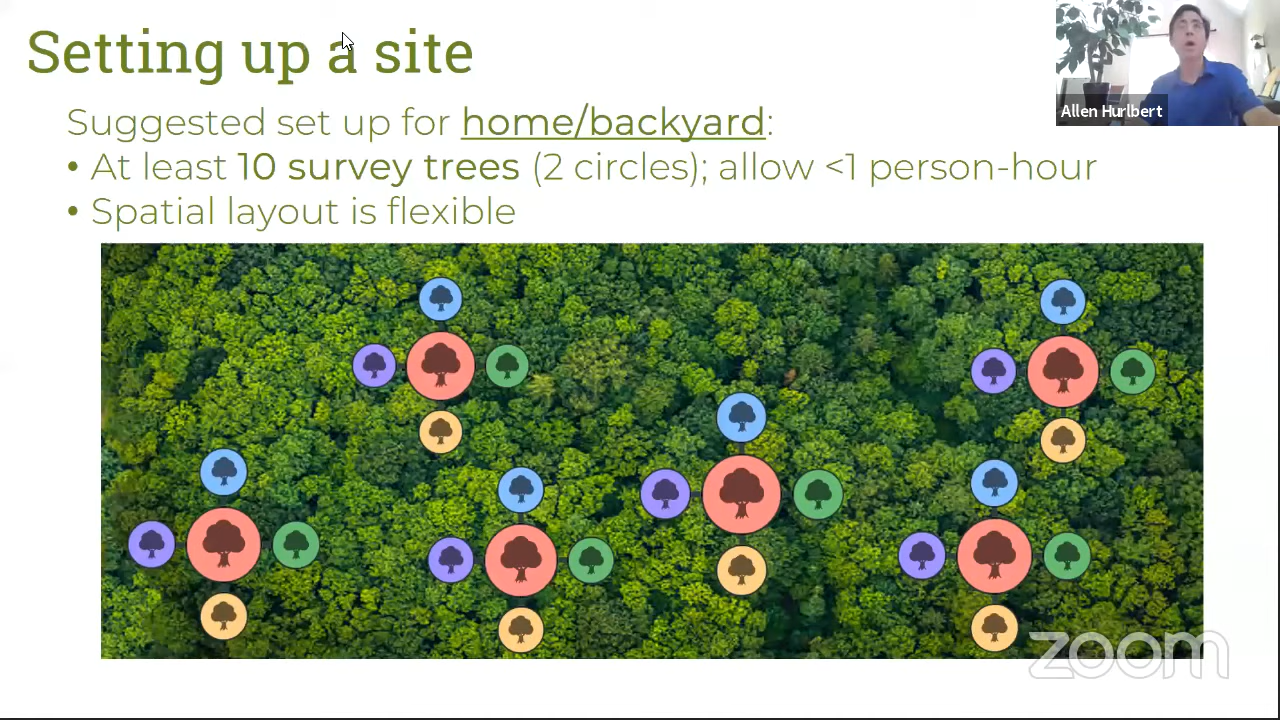 Setting up a site
Allen Hurlbert
Suggested set up for home/backyard:
• At least 10 survey trees (2 circles); allow <1 person-hour
• Spatial layout is flexible
zoom